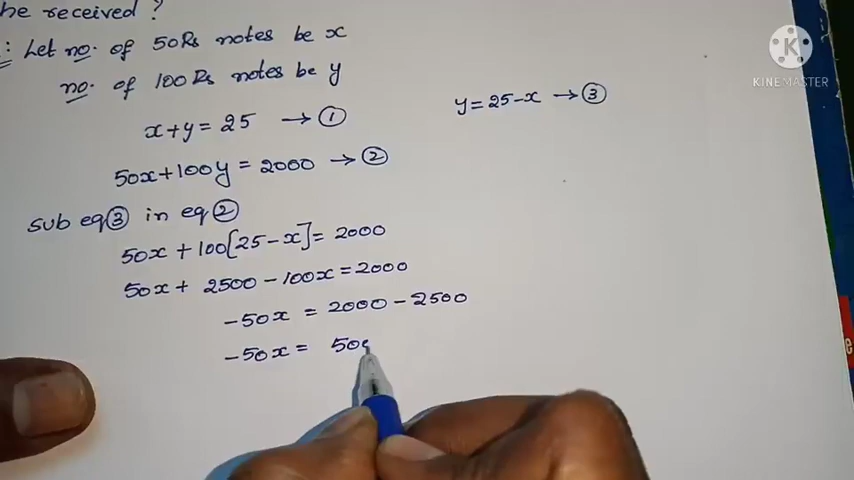 he received ?
: Let no. of 50Rs notes be x
no. of 100Rs notes be y
x+y = 25 → ①
y = 25-x → ③
50x+100y = 2000 → ②
sub eq③ in eq②
50x + 100[25-x] = 2000
50x + 2500 - 100x = 2000
-50x = 2000 - 2500
-50x = 500
KINEMASTER